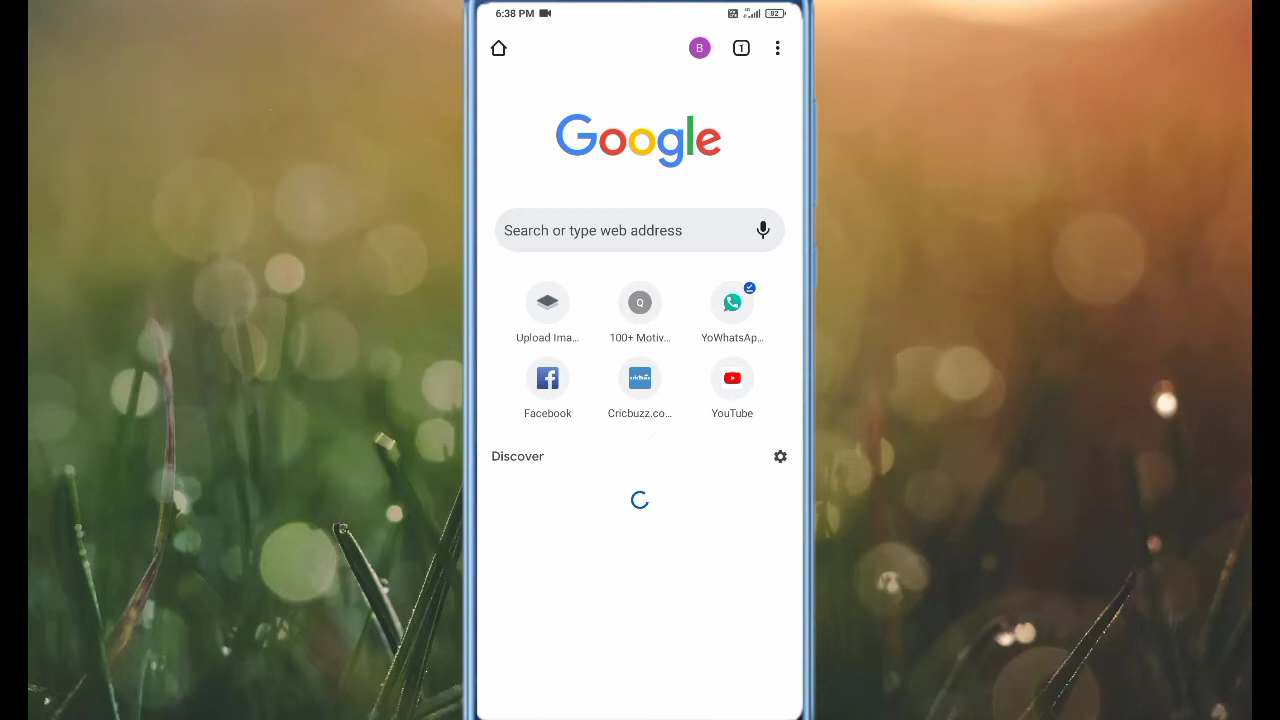 6:38 PM 92
B 1
Google
Search or type web address
Q
Upload Ima... 100+ Motiv... YoWhatsAp...
Facebook Cricbuzz.co... YouTube
Discover